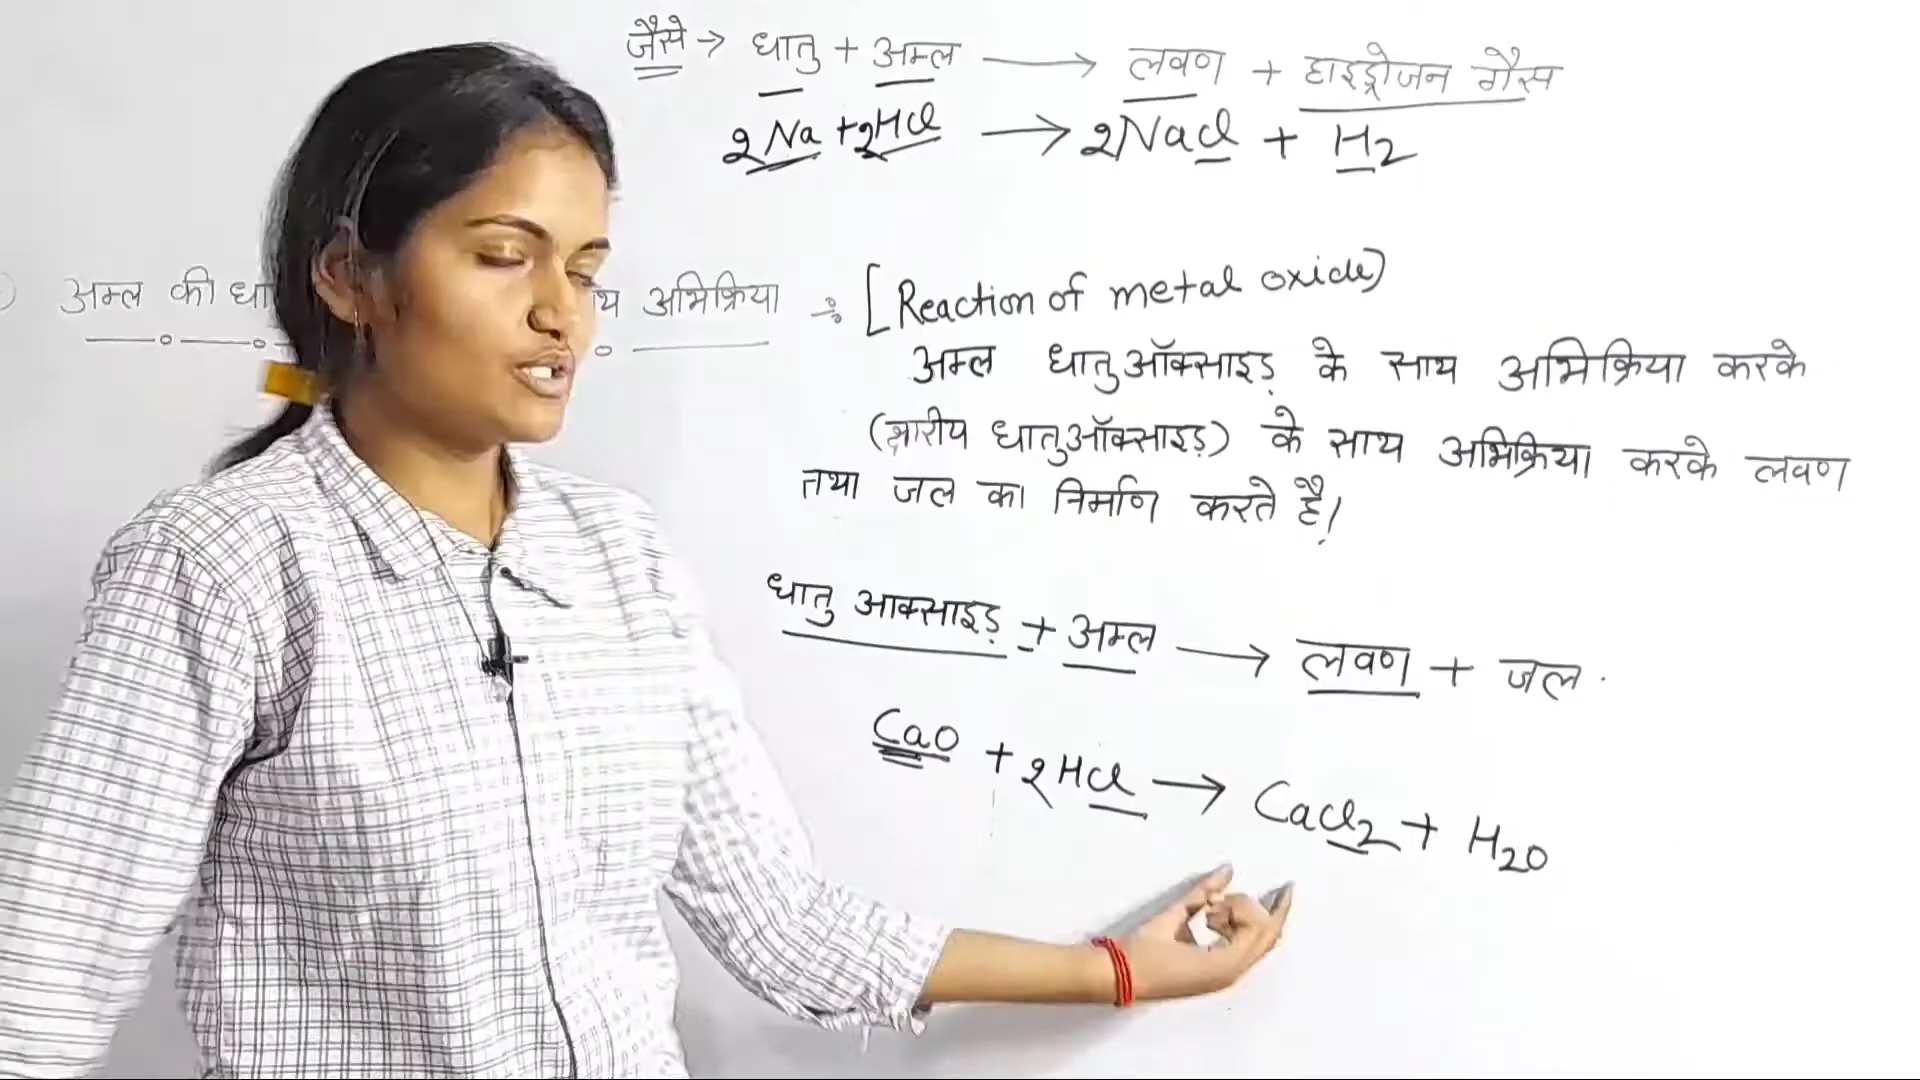 जैसे → धातु + अम्ल ⟶ लवण + हाइड्रोजन गैस
2Na + 2HCl ⟶ 2NaCl + H2
अम्ल की अभिक्रिया ⇒ [Reaction of metal oxide)
अम्ल धातुऑक्साइड़ के साथ अभिक्रिया करके
(क्षारीय धातुऑक्साइड़) के साथ अभिक्रिया करके लवण
तथा जल का निर्माण करते है।
धातु आक्साइड़ + अम्ल ⟶ लवण + जल .
CaO + 2HCl ⟶ CaCl2 + H2O